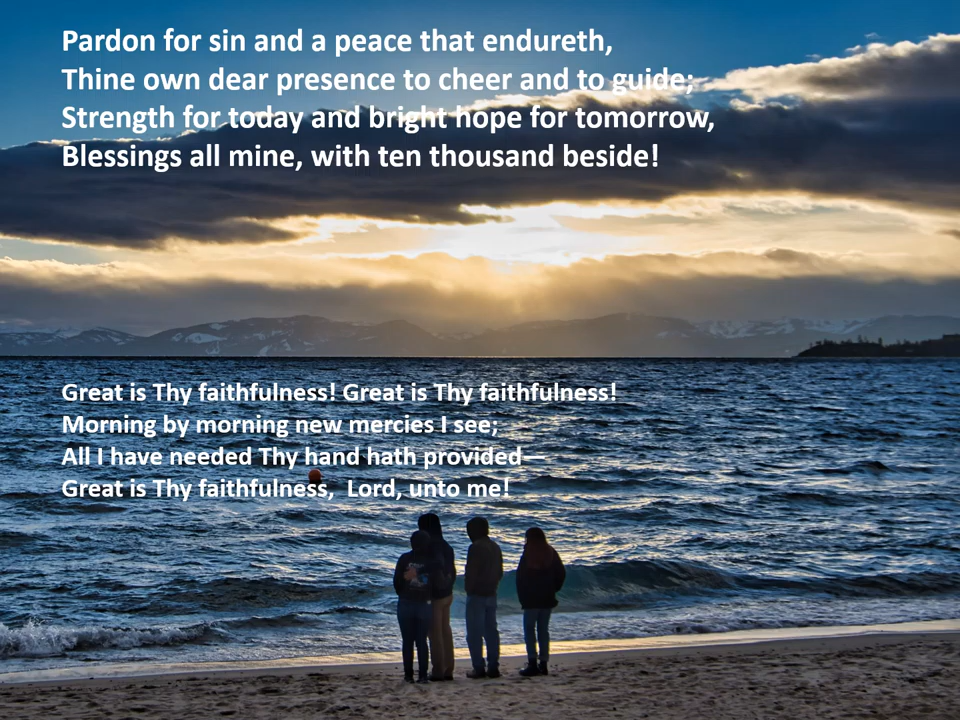 Pardon for sin and a peace that endureth,
Thine own dear presence to cheer and to guide;
Strength for today and bright hope for tomorrow,
Blessings all mine, with ten thousand beside!
Great is Thy faithfulness! Great is Thy faithfulness!
Morning by morning new mercies I see;
All I have needed Thy hand hath provided—
Great is Thy faithfulness,  Lord, unto me!